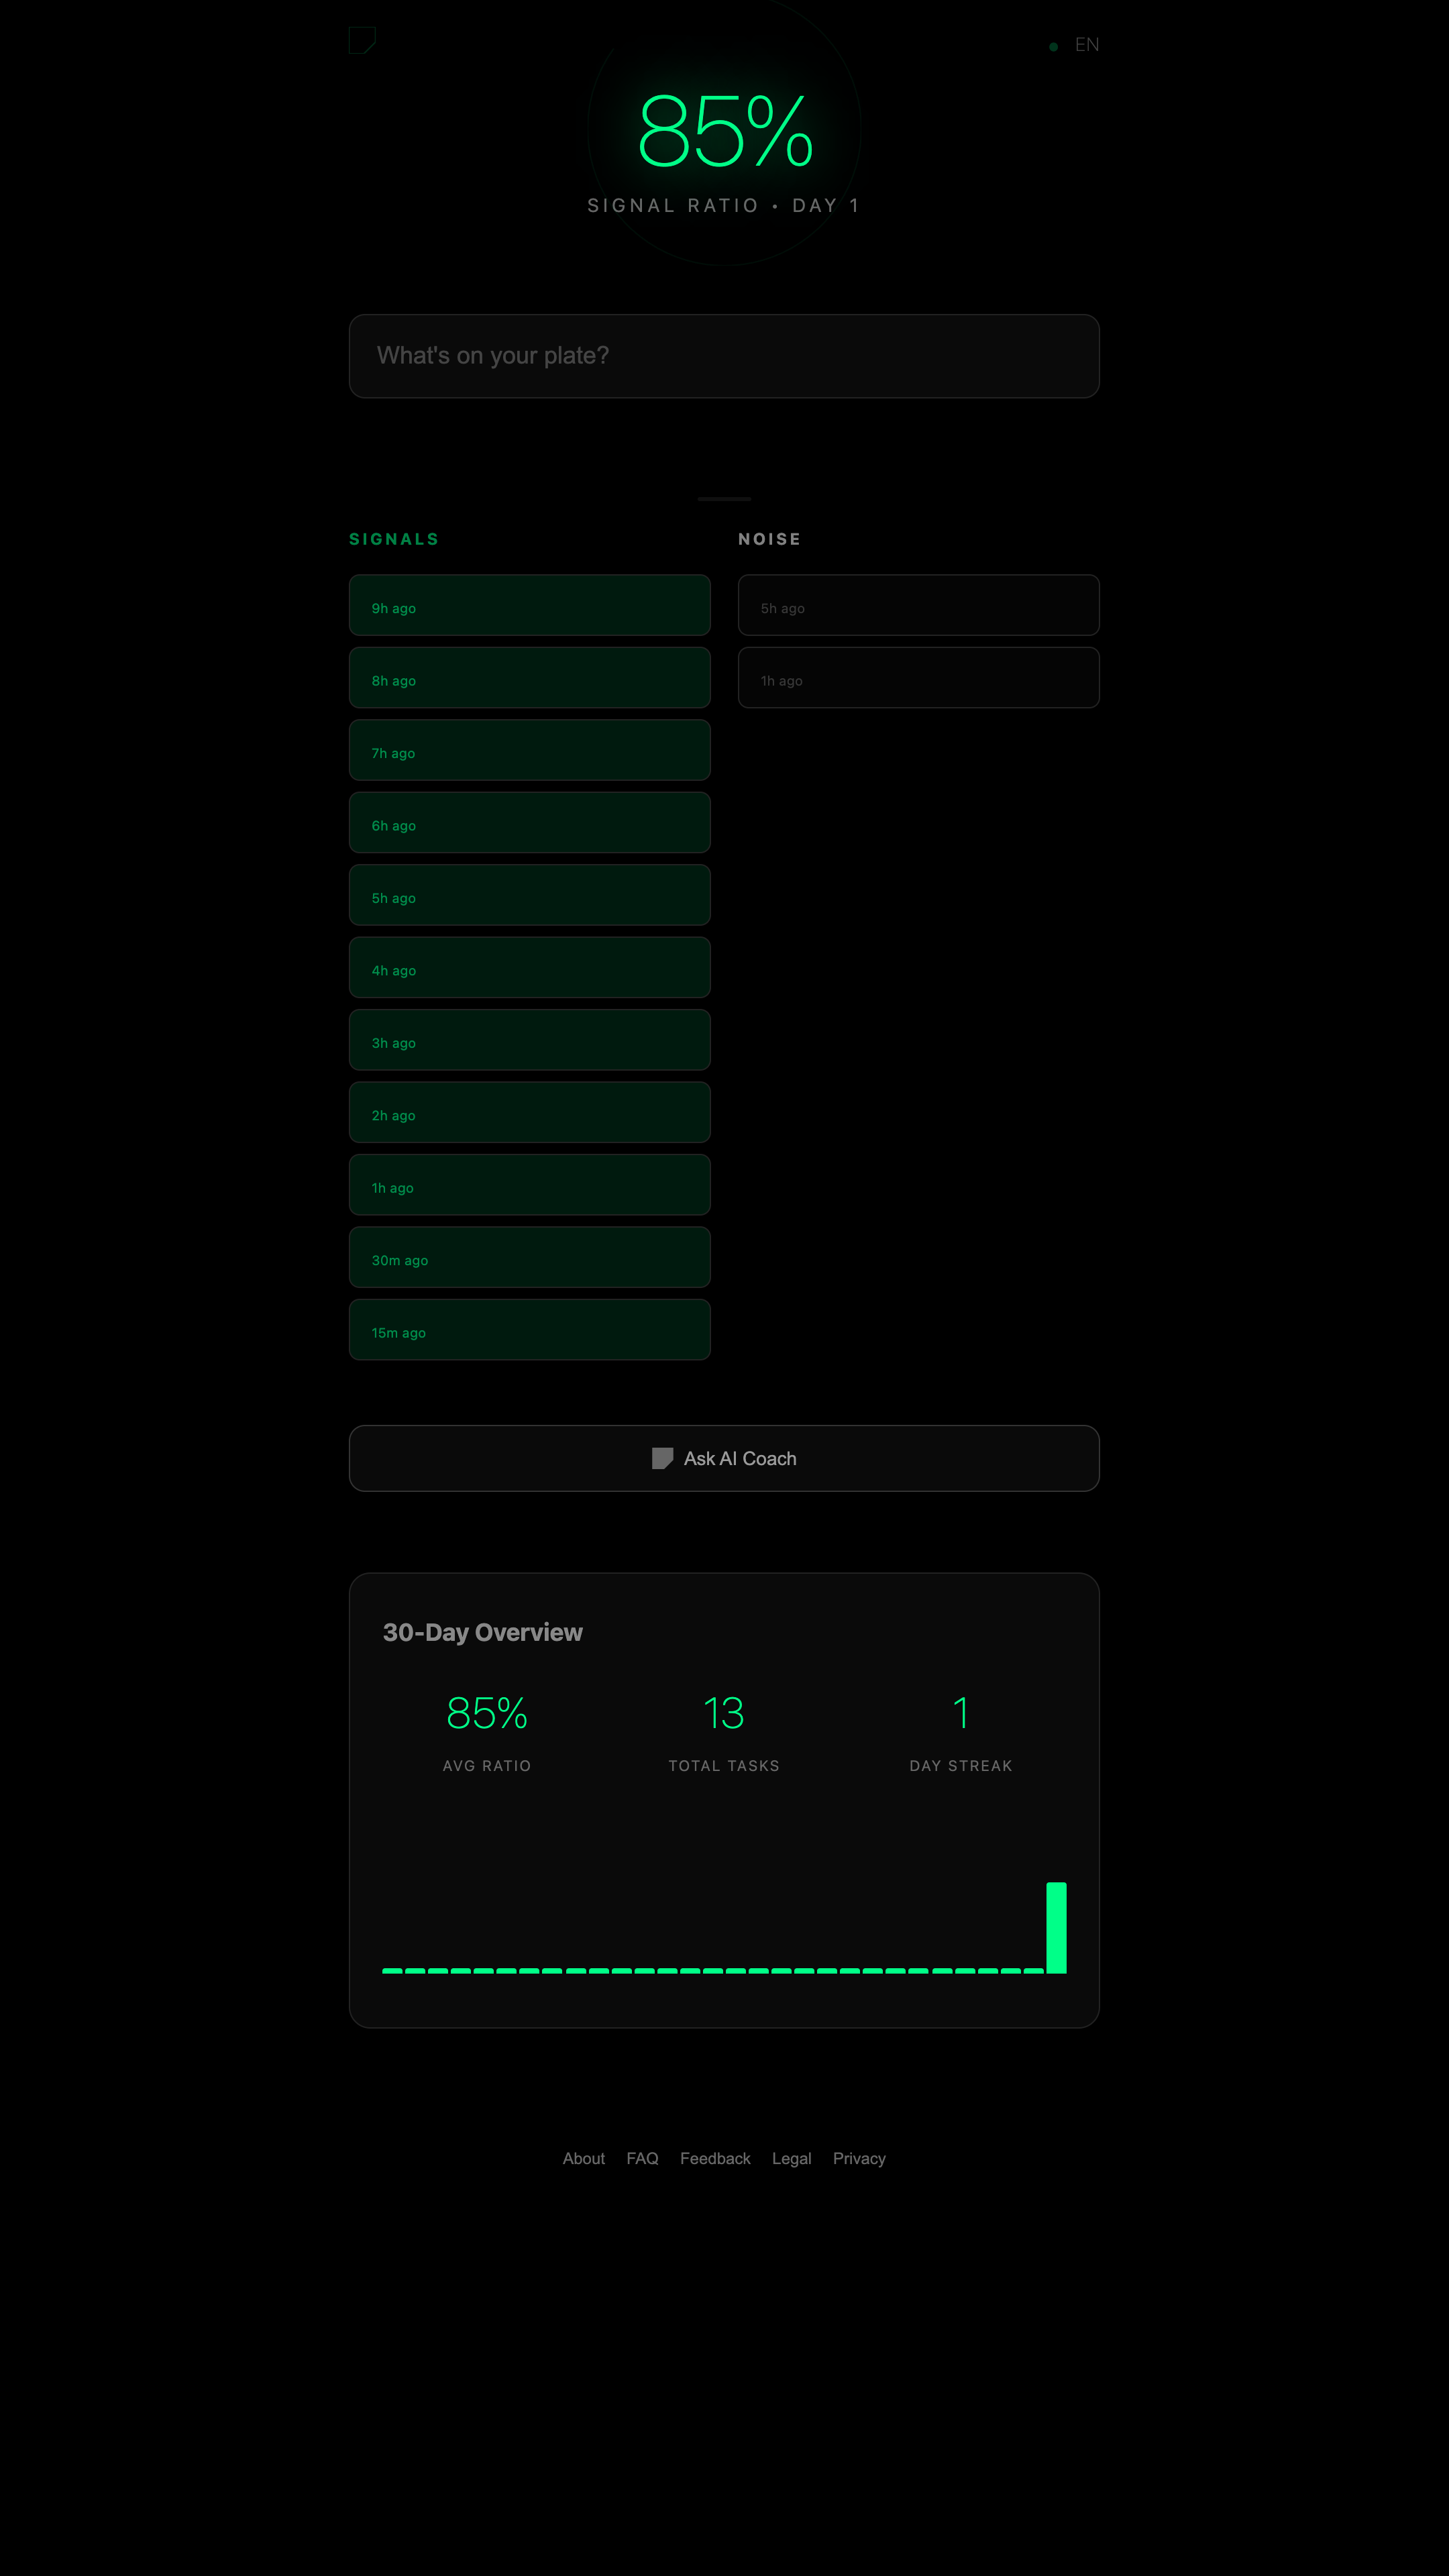 EN
85%
SIGNAL RATIO • DAY 1
What's on your plate?
SIGNALS
9h ago
8h ago
7h ago
6h ago
5h ago
4h ago
3h ago
2h ago
1h ago
30m ago
15m ago
NOISE
5h ago
1h ago
Ask AI Coach
30-Day Overview
85%
AVG RATIO
13
TOTAL TASKS
1
DAY STREAK
About FAQ Feedback Legal Privacy